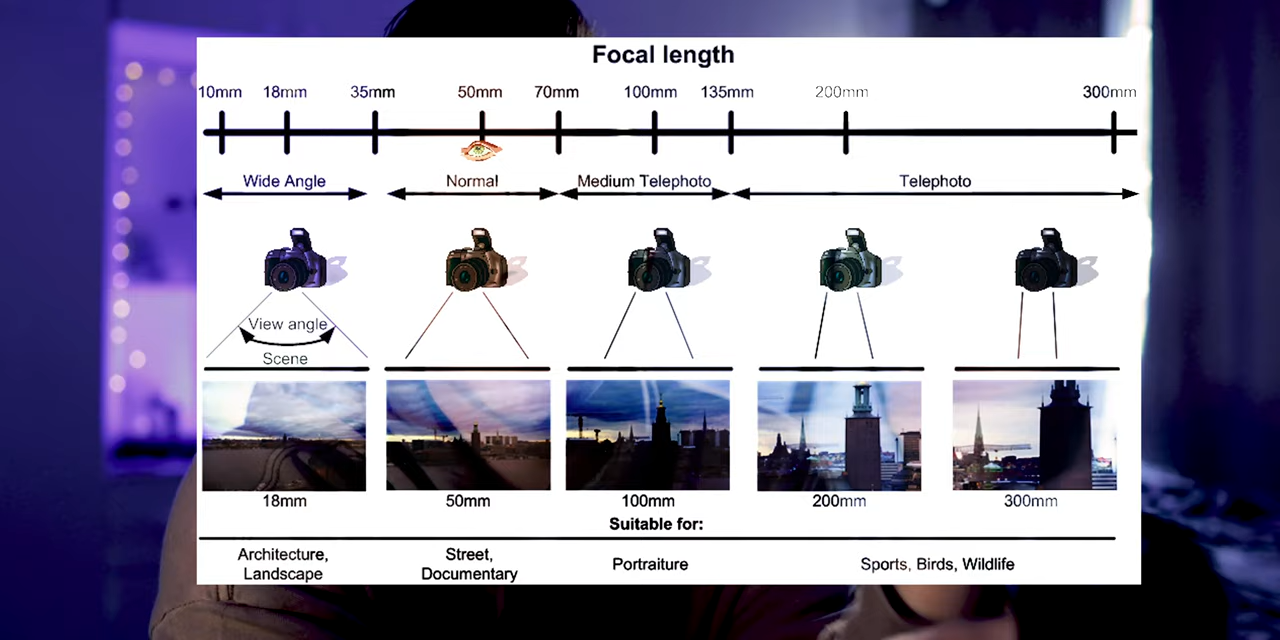 Focal length
10mm 18mm 35mm 50mm 70mm 100mm 135mm 200mm 300mm
Wide Angle Normal Medium Telephoto Telephoto
View angle
Scene
18mm 50mm 100mm 200mm 300mm
Suitable for:
Architecture, Landscape
Street, Documentary
Portraiture
Sports, Birds, Wildlife